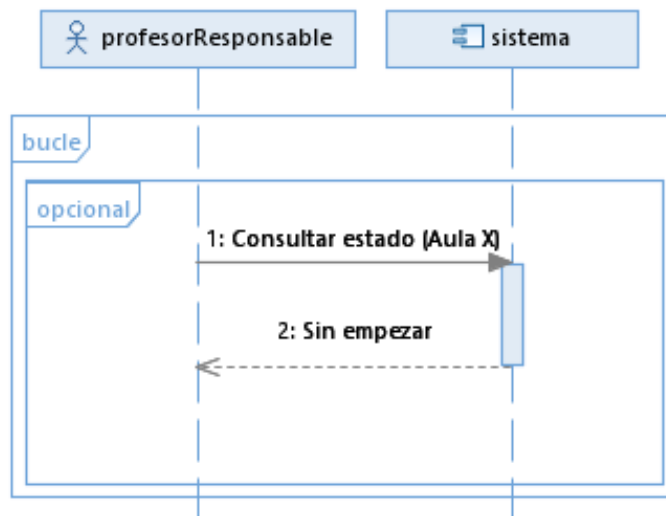 profesorResponsable
sistema
bucle
opcional
1: Consultar estado (Aula X)
2: Sin empezar